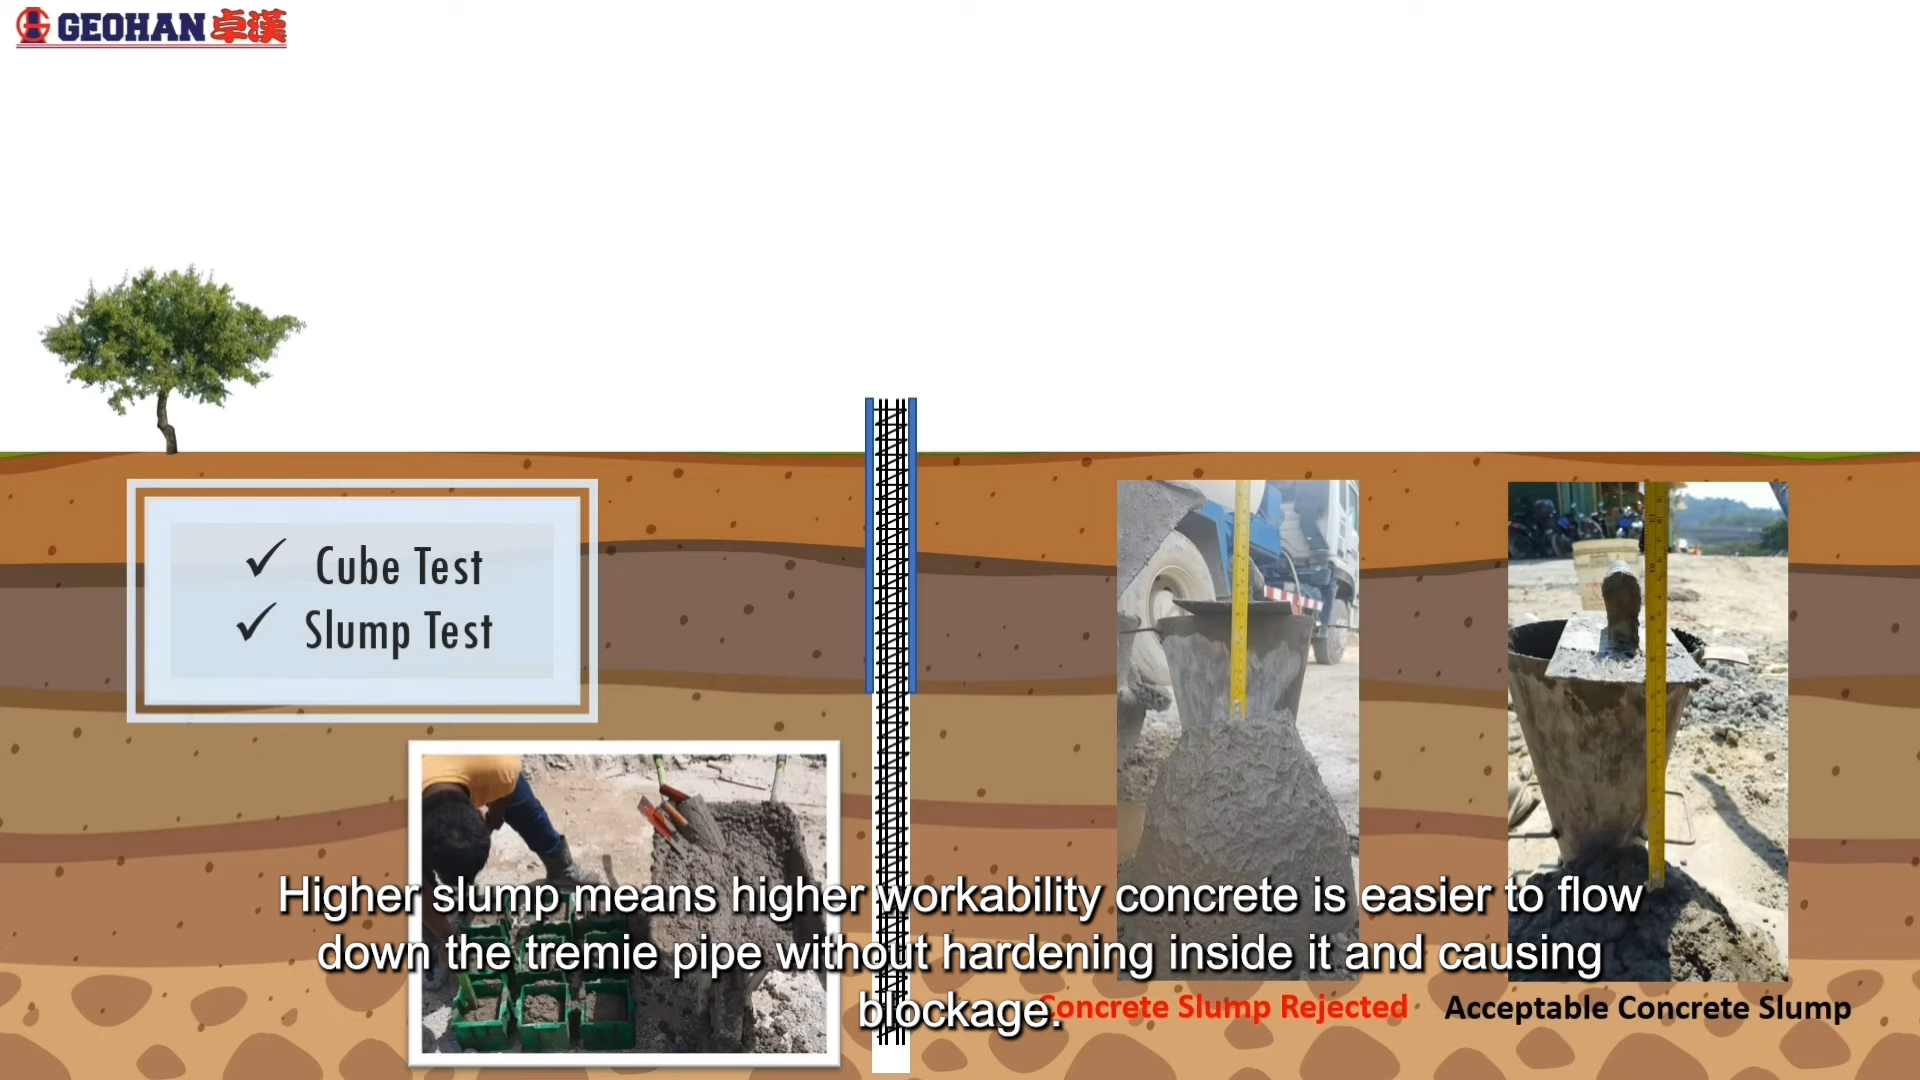 GEOHAN 卓漢
Cube Test
Slump Test
Higher slump means higher workability concrete is easier to flow
down the tremie pipe without hardening inside it and causing
blockage.
Concrete Slump Rejected
Acceptable Concrete Slump